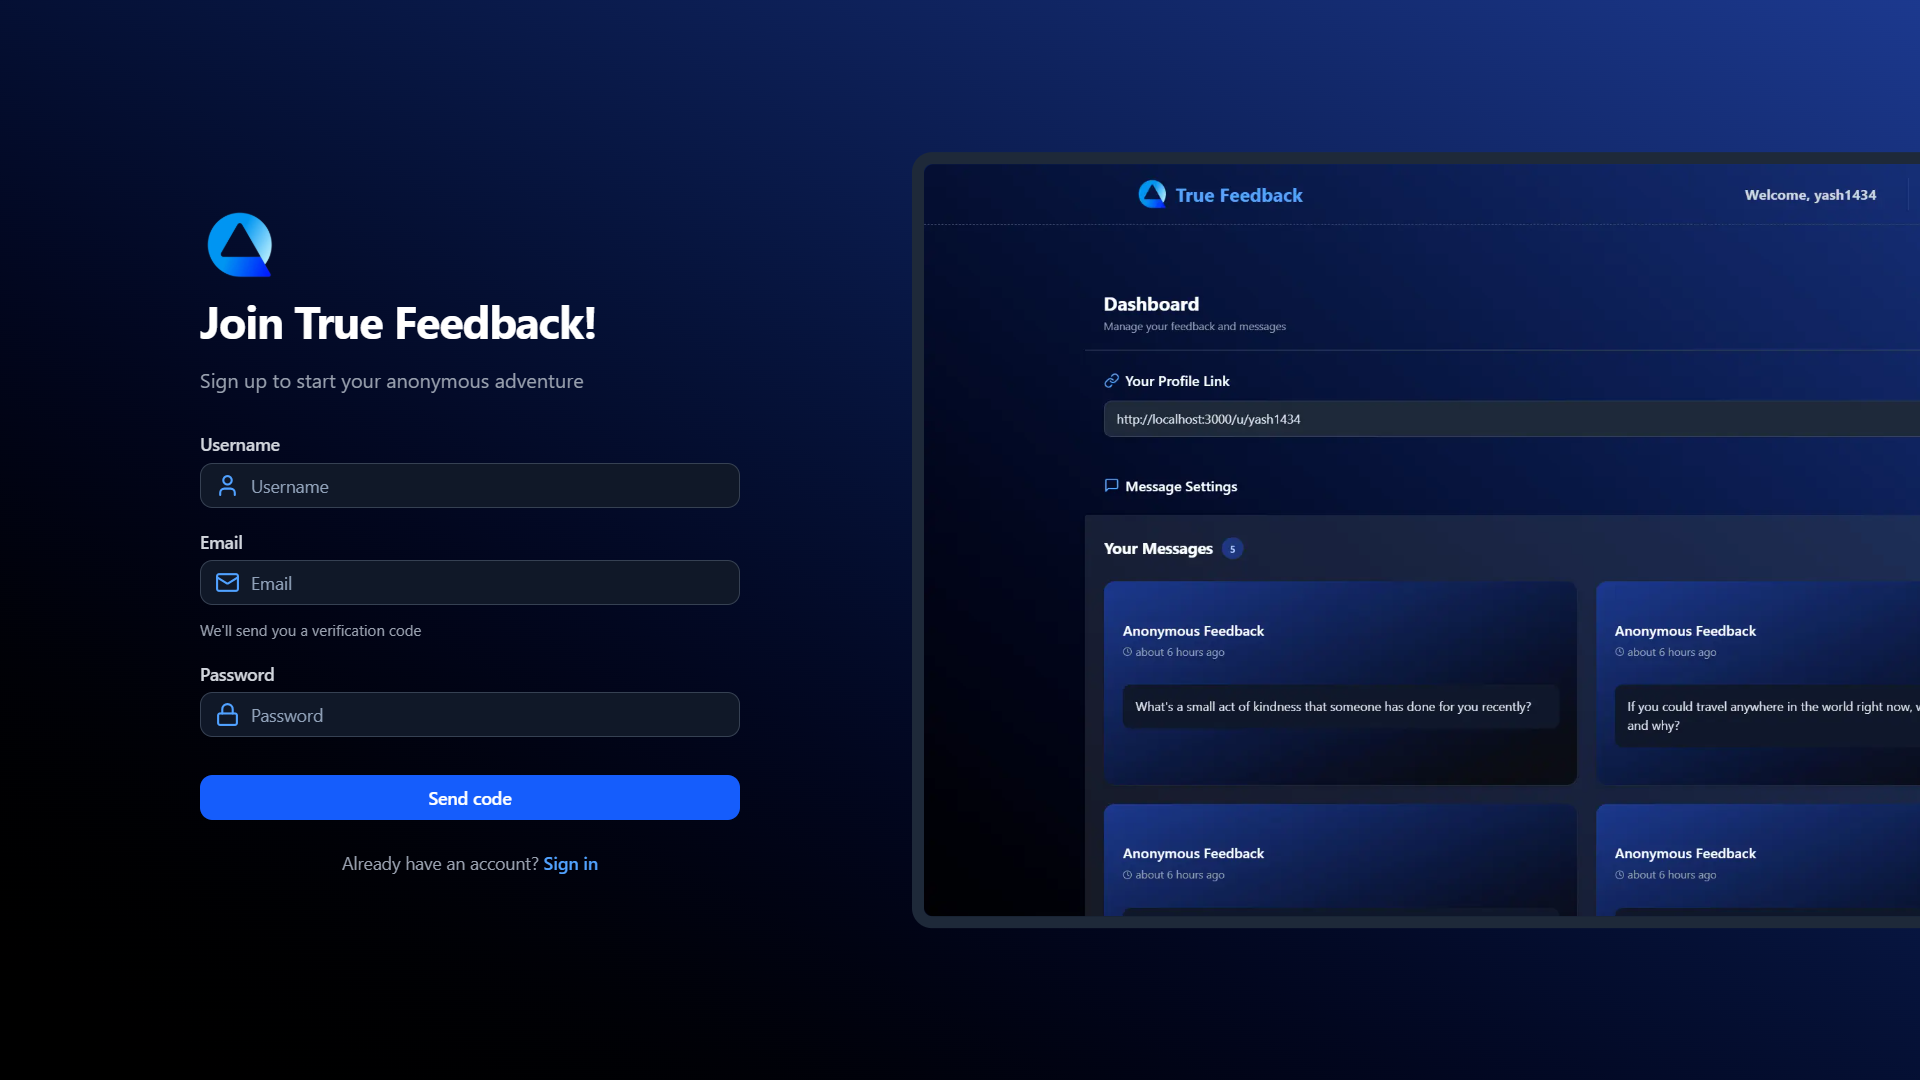 Join True Feedback!
Sign up to start your anonymous adventure
Username
Username
Email
Email
We'll send you a verification code
Password
Password
Send code
Already have an account? Sign in
True Feedback
Welcome, yash1434
Dashboard
Manage your feedback and messages
Your Profile Link
http://localhost:3000/u/yash1434
Message Settings
Your Messages 5
Anonymous Feedback
about 6 hours ago
What's a small act of kindness that someone has done for you recently?
Anonymous Feedback
about 6 hours ago
If you could travel anywhere in the world right now,
and why?
Anonymous Feedback
about 6 hours ago
Anonymous Feedback
about 6 hours ago